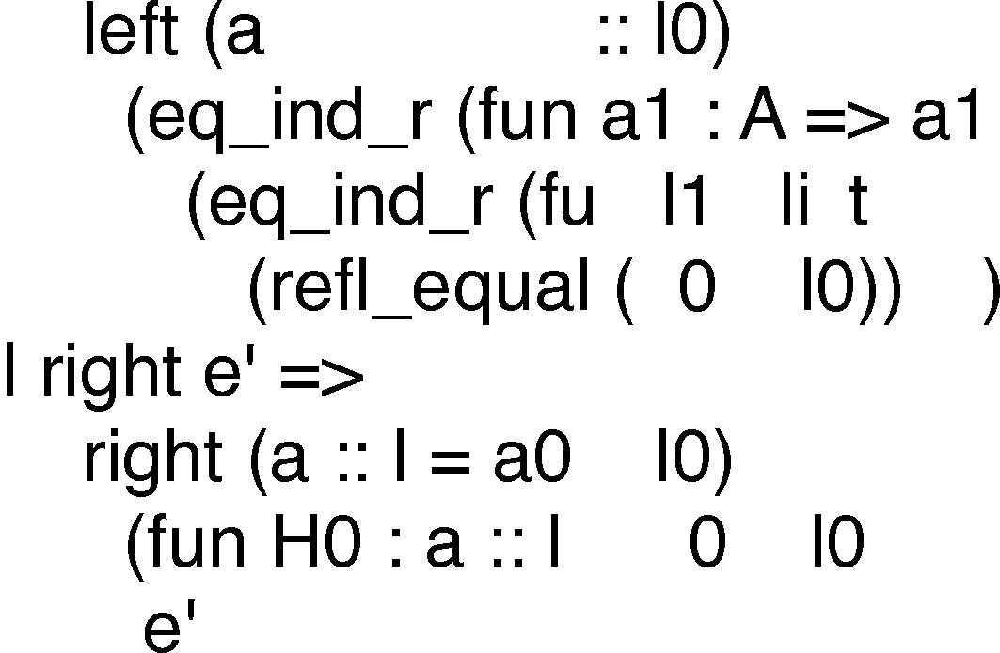 left (a :: l0)
(eq_ind_r (fun a1 : A => a1
(eq_ind_r (fu l1 li t
(refl_equal ( 0 l0)) )
| right e' =>
right (a :: l = a0 l0)
(fun H0 : a :: l 0 l0
e'